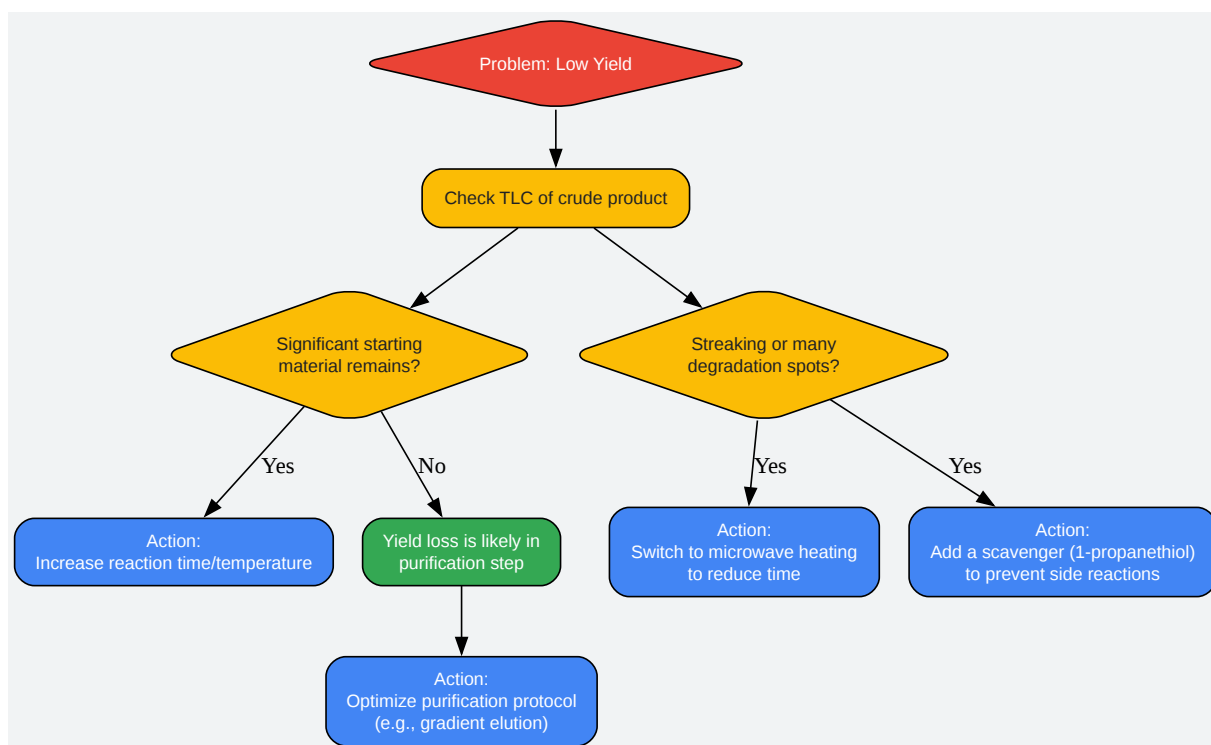 Problem: Low Yield
Check TLC of crude product
Significant starting
material remains?
Streaking or many
degradation spots?
Yes
No
Yes
Yes
Action:
Increase reaction time/temperature
Yield loss is likely in
purification step
Action:
Switch to microwave heating
to reduce time
Action:
Add a scavenger (1-propanethiol)
to prevent side reactions
Action:
Optimize purification protocol
(e.g., gradient elution)